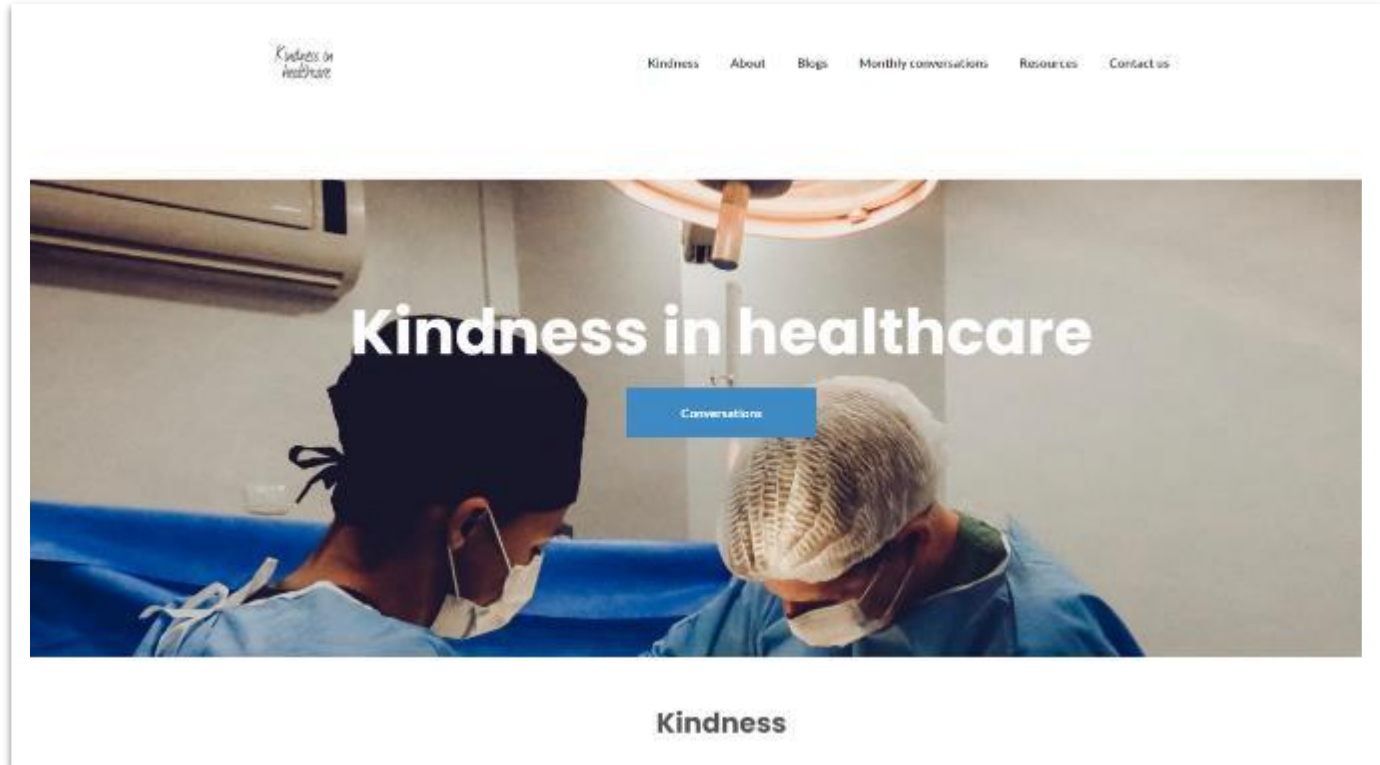 Kindness in
healthcare
Kindness About Blogs Monthly conversations Resources Contact us
Kindness in healthcare
Conversations
Kindness